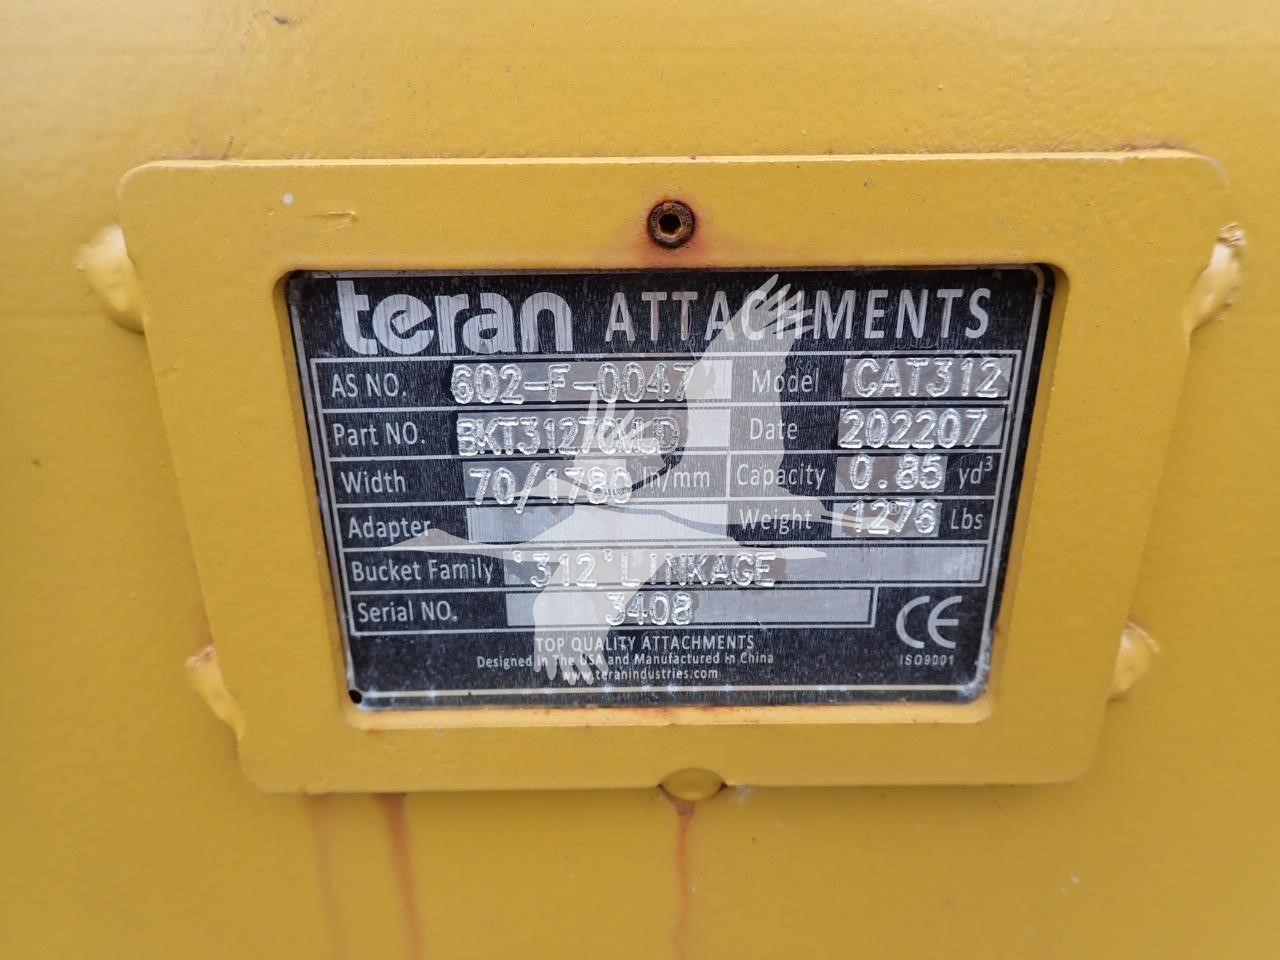 teran ATTACHMENTS
AS NO. 602-F-0047 Model CAT312
Part NO. BKT31270MLD Date 202207
Width 70/1780 In/mm Capacity 0.85 yd³
Adapter Weight 1276 Lbs
Bucket Family '312'LINKAGE
Serial NO. 3408
CE
ISO9001
TOP QUALITY ATTACHMENTS
Designed in The USA and Manufactured in China
www.teranindustries.com